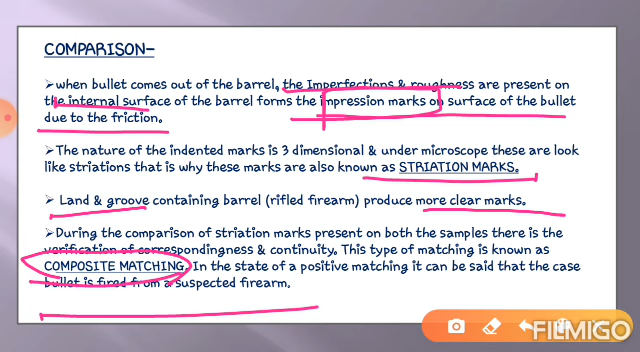 COMPARISON-
➢when bullet comes out of the barrel, the Imperfections & roughness are present on
the internal surface of the barrel forms the impression marks on surface of the bullet
due to the friction.
➢The nature of the indented marks is 3 dimensional & under microscope these are look
like striations that is why these marks are also known as STRIATION MARKS.
➢ Land & groove containing barrel (rifled firearm) produce more clear marks.
➢During the comparison of striation marks present on both the samples there is the
verification of correspondingness & continuity. This type of matching is known as
COMPOSITE MATCHING. In the state of a positive matching it can be said that the case
bullet is fired from a suspected firearm.
FILMIGO